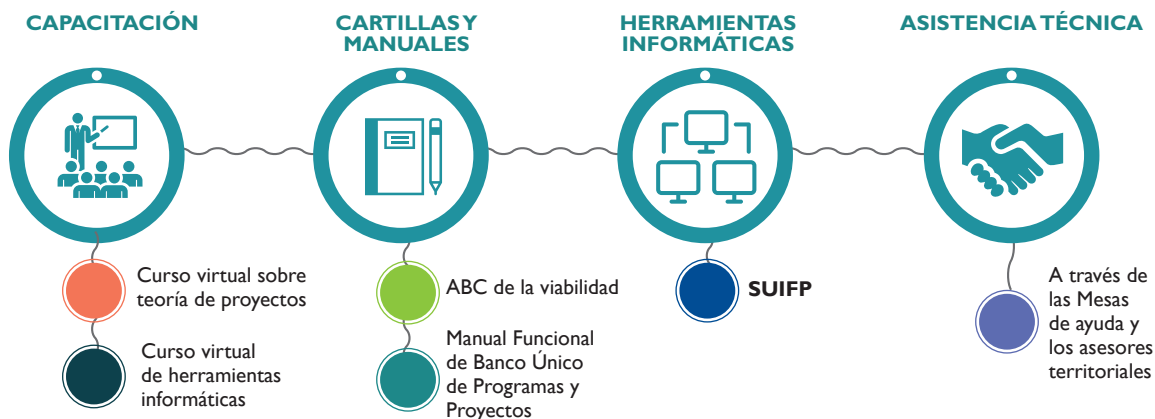 CAPACITACIÓN
CARTILLAS Y
MANUALES
HERRAMIENTAS
INFORMÁTICAS
ASISTENCIA TÉCNICA
Curso virtual sobre
teoría de proyectos
Curso virtual
de herramientas
informáticas
ABC de la viabilidad
Manual Funcional
de Banco Único
de Programas y
Proyectos
SUIFP
A través de
las Mesas
de ayuda y
los asesores
territoriales